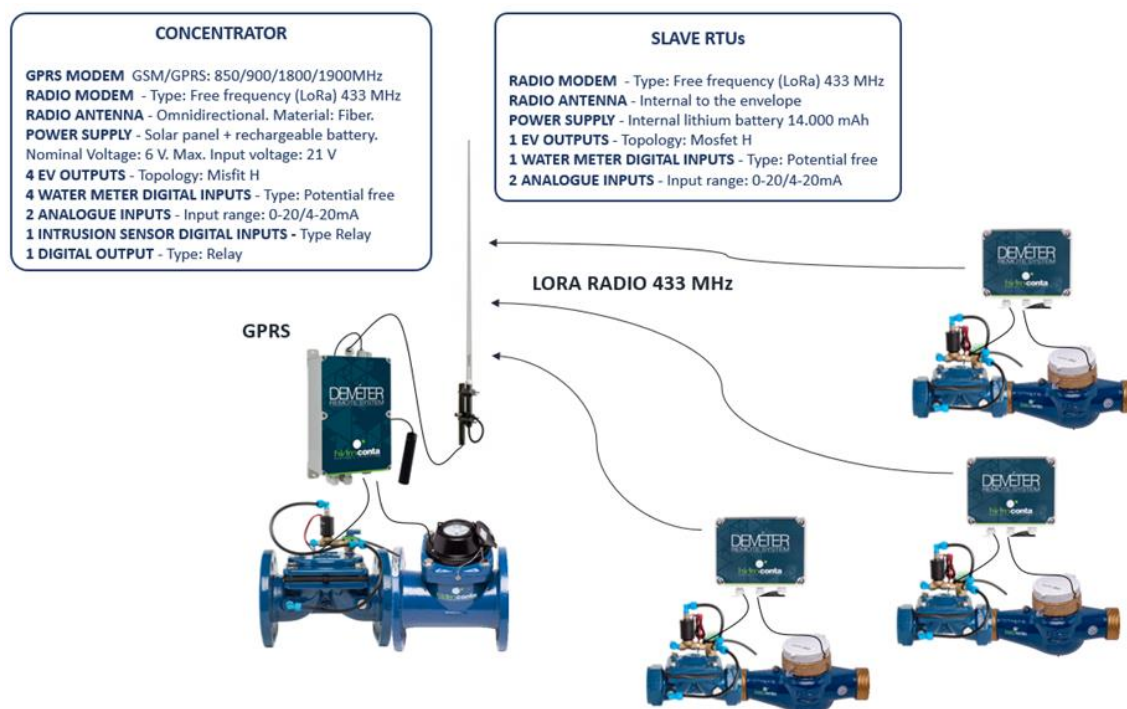 CONCENTRATOR
GPRS MODEM GSM/GPRS: 850/900/1800/1900MHz
RADIO MODEM - Type: Free frequency (LoRa) 433 MHz
RADIO ANTENNA - Omnidirectional. Material: Fiber.
POWER SUPPLY - Solar panel + rechargeable battery.
Nominal Voltage: 6 V. Max. Input voltage: 21 V
4 EV OUTPUTS - Topology: Misfit H
4 WATER METER DIGITAL INPUTS - Type: Potential free
2 ANALOGUE INPUTS - Input range: 0-20/4-20mA
1 INTRUSION SENSOR DIGITAL INPUTS - Type Relay
1 DIGITAL OUTPUT - Type: Relay
SLAVE RTUs
RADIO MODEM - Type: Free frequency (LoRa) 433 MHz
RADIO ANTENNA - Internal to the envelope
POWER SUPPLY - Internal lithium battery 14.000 mAh
1 EV OUTPUTS - Topology: Mosfet H
1 WATER METER DIGITAL INPUTS - Type: Potential free
2 ANALOGUE INPUTS - Input range: 0-20/4-20mA
LORA RADIO 433 MHz
GPRS
DEMÉTER
REMOTE SYSTEM
hidroconta
DEMÉTER
REMOTE SYSTEM
hidroconta
DEMÉTER
REMOTE SYSTEM
hidroconta
DEMÉTER
REMOTE SYSTEM
hidroconta